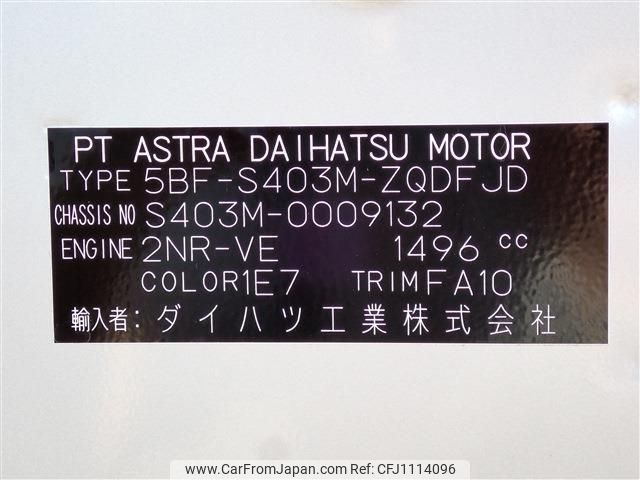 PT ASTRA DAIHATSU MOTOR
TYPE 5BF-S403M-ZQDFJD
CHASSIS NO S403M-0009132
ENGINE 2NR-VE 1496 cc
COLOR 1E7 TRIM FA10
輸入者: ダイハツ工業株式会社
www.CarFromJapan.com - CFJ1114096